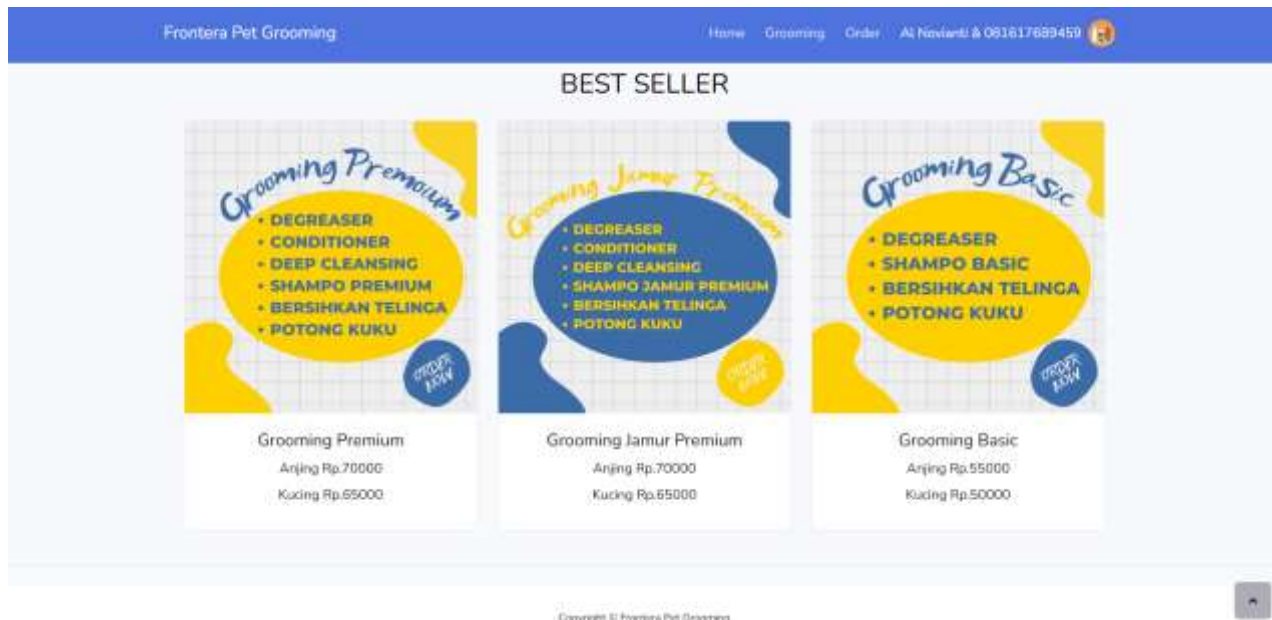 Frontera Pet Grooming
Home Grooming Order Al Novianti &
BEST SELLER
Grooming Premoium
• DEGREASER
• CONDITIONER
• DEEP CLEANSING
• SHAMPO PREMIUM
• BERSIHKAN TELINGA
• POTONG KUKU
ORDER
NOW
Grooming Premium
Anjing Rp.70000
Kucing Rp.65000
Grooming Jamur Premium
• DEGREASER
• CONDITIONER
• DEEP CLEANSING
• SHAMPO JAMUR PREMIUM
• BERSIHKAN TELINGA
• POTONG KUKU
ORDER
NOW
Grooming Jamur Premium
Anjing Rp.70000
Kucing Rp.65000
Grooming Basic
• DEGREASER
• SHAMPO BASIC
• BERSIHKAN TELINGA
• POTONG KUKU
ORDER
NOW
Grooming Basic
Anjing Rp.55000
Kucing Rp.50000
Copyright © Frontera Pet Grooming